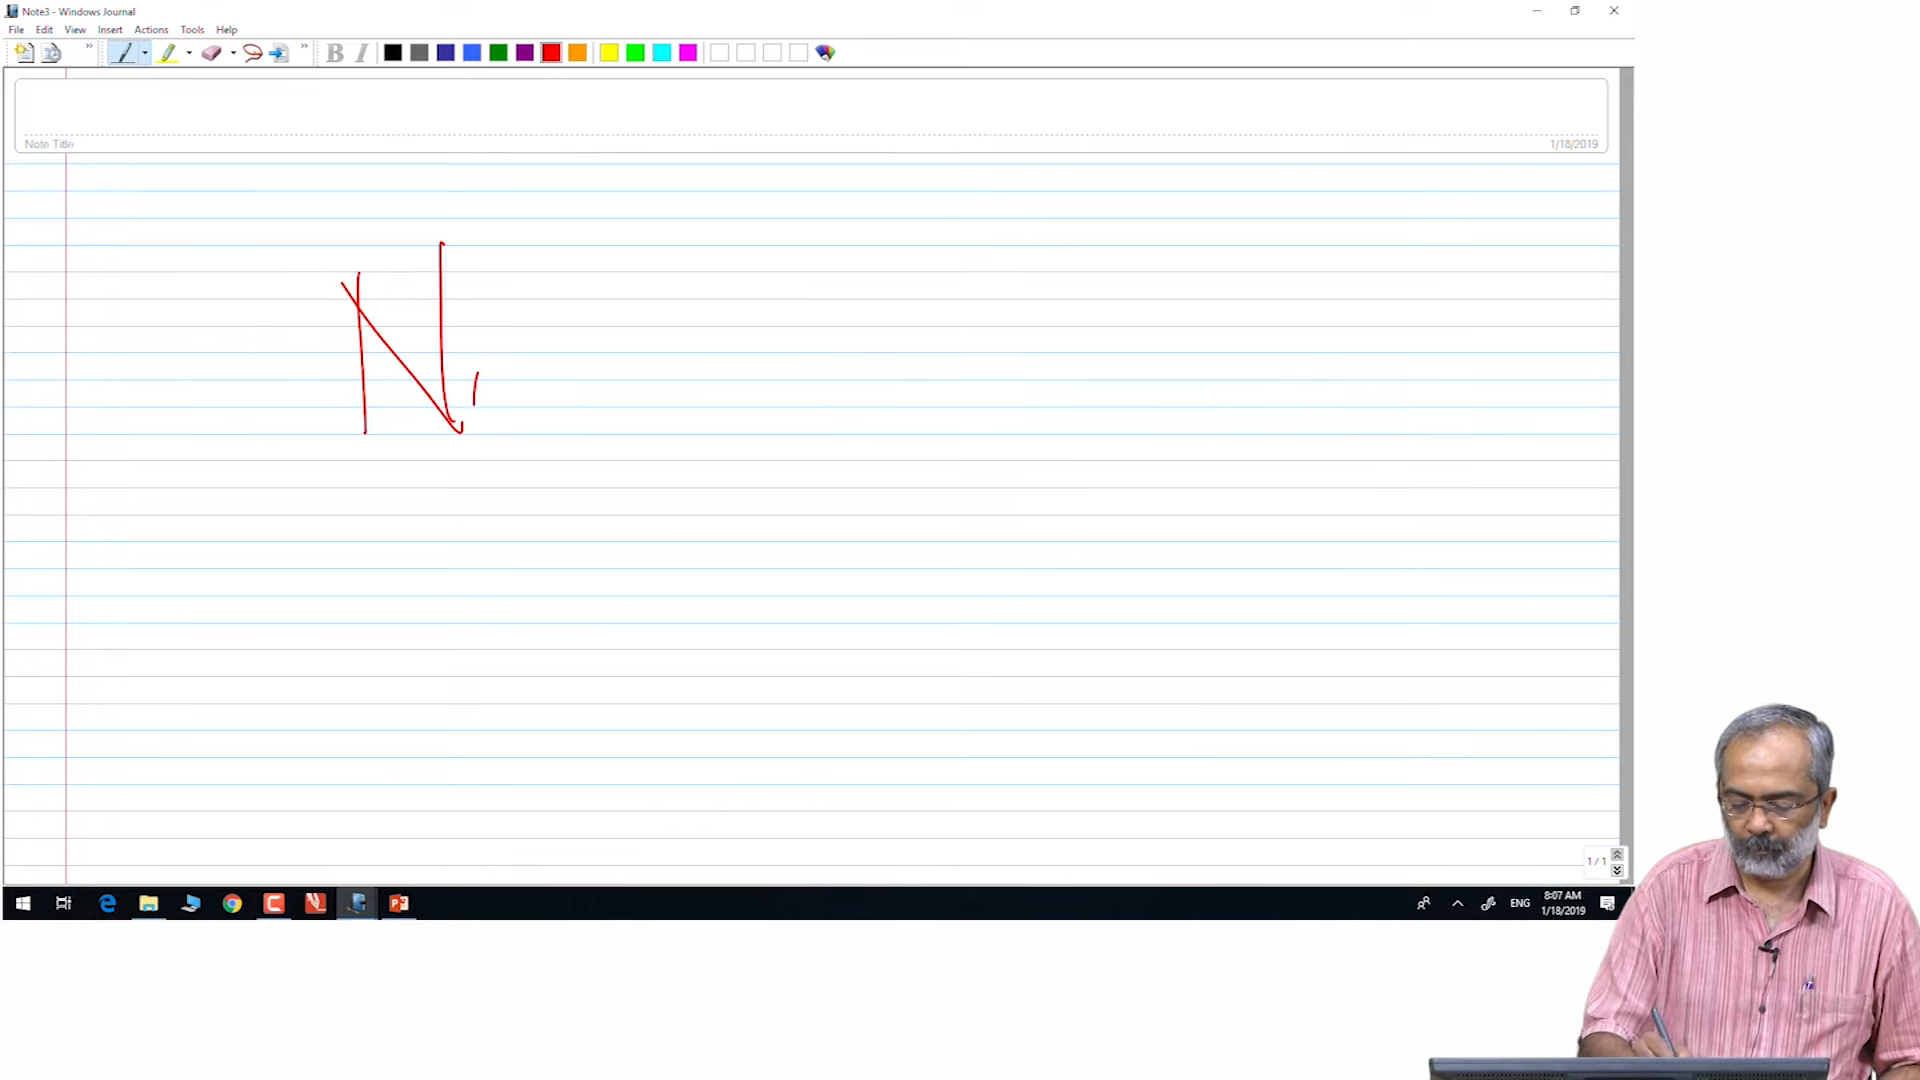 Note3 - Windows Journal
File Edit View Insert Actions Tools Help
B I
Note Title
1/18/2019
N
1 / 1
ENG
8:07 AM
1/18/2019